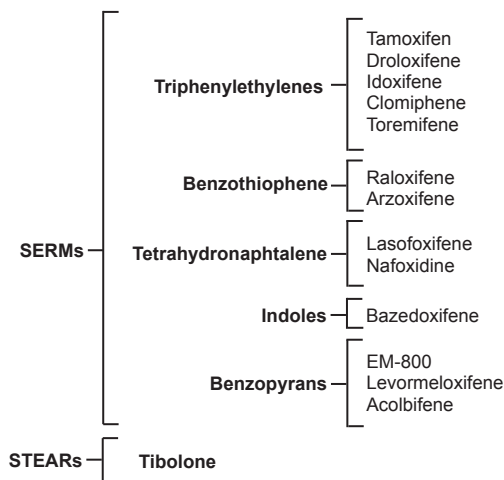 Tamoxifen
Droloxifene
Idoxifene
Clomiphene
Toremifene
Triphenylethylenes
Raloxifene
Arzoxifene
Benzothiophene
SERMs
Tetrahydronaphtalene
Lasofoxifene
Nafoxidine
Indoles
Bazedoxifene
Benzopyrans
EM-800
Levormeloxifene
Acolbifene
STEARs
Tibolone